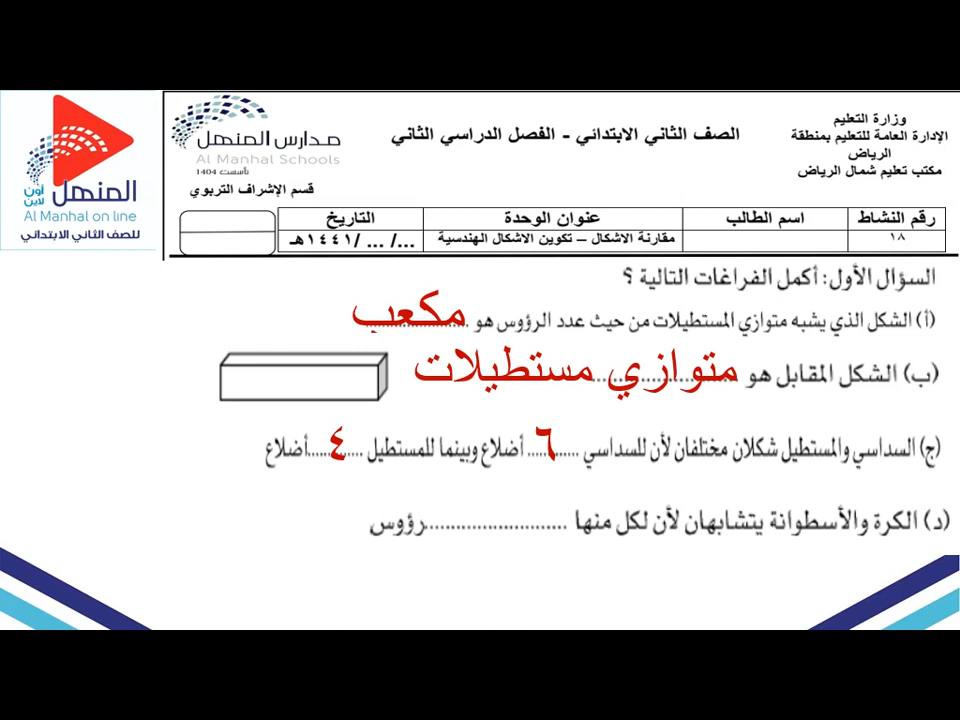 وزارة التعليم
الإدارة العامة للتعليم بمنطقة
الرياض
مكتب تعليم شمال الرياض
الصف الثاني الابتدائي - الفصل الدراسي الثاني
مدارس المنهل
Al Manhal Schools
تأسست 1404
قسم الإشراف التربوي
المنهل أون لاين
Al Manhal on line
للصف الثاني الابتدائي
رقم النشاط اسم الطالب عنوان الوحدة التاريخ
١٨ مقارنة الاشكال – تكوين الاشكال الهندسية .../ ... /١٤٤١هـ
السؤال الأول: أكمل الفراغات التالية ؟
(أ) الشكل الذي يشبه متوازي المستطيلات من حيث عدد الرؤوس هو ........ مكعب
(ب) الشكل المقابل هو ........ متوازي مستطيلات
(ج) السداسي والمستطيل شكلان مختلفان لأن للسداسي ...٦... أضلاع وبينما للمستطيل ...٤... أضلاع
(د) الكرة والأسطوانة يتشابهان لأن لكل منها ..........................رؤوس